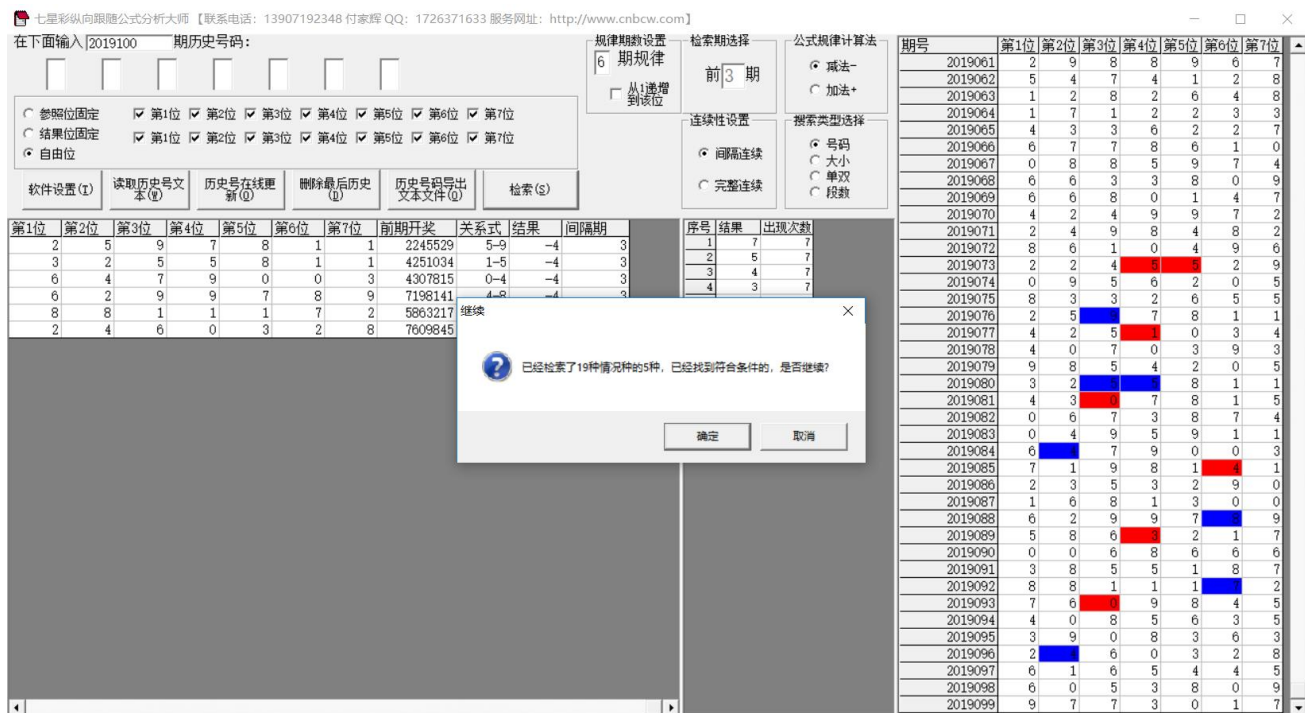 七星彩纵向跟随公式分析大师 【联系电话：13907192348 付家辉 QQ：1726371633 服务网址：http://www.cnbcw.com】
在下面输入 2019100 期历史号码：
参照位固定 第1位 第2位 第3位 第4位 第5位 第6位 第7位
结果位固定 第1位 第2位 第3位 第4位 第5位 第6位 第7位
自由位
软件设置(I) 读取历史号文本(W) 历史号在线更新(O) 删除最后历史(D) 历史号码导出文本文件(O) 检索(S)
规律期数设置
6 期规律
从1递增到该位
检索期选择
前3 期
公式规律计算法
减法-
加法+
连续性设置
间隔连续
完整连续
搜索类型选择
号码
大小
单双
段数
第1位 第2位 第3位 第4位 第5位 第6位 第7位 前期开奖 关系式 结果 间隔期
2 5 9 7 8 1 1 2245529 5-9 -4 3
3 2 5 5 8 1 1 4251034 1-5 -4 3
6 4 7 9 0 0 3 4307815 0-4 -4 3
6 2 9 9 7 8 9 7198141 4-8 -4 3
8 8 1 1 1 7 2 5863217
2 4 6 0 3 2 8 7609845
序号 结果 出现次数
1 7 7
2 5 7
3 4 7
4 3 7
继续
已经检索了19种情况种的5种，已经找到符合条件的，是否继续?
确定 取消
期号 第1位 第2位 第3位 第4位 第5位 第6位 第7位
2019061 2 9 8 8 9 6 7
2019062 5 4 7 4 1 2 8
2019063 1 2 8 2 6 4 8
2019064 1 7 1 2 2 3 3
2019065 4 3 3 6 2 2 7
2019066 6 7 7 8 6 1 0
2019067 0 8 8 5 9 7 4
2019068 6 6 3 3 8 0 9
2019069 6 6 8 0 1 4 7
2019070 4 2 4 9 9 7 2
2019071 2 4 9 8 4 8 2
2019072 8 6 1 0 4 9 6
2019073 2 2 4 5 5 2 9
2019074 0 9 5 6 2 0 5
2019075 8 3 3 2 6 5 5
2019076 2 5 9 7 8 1 1
2019077 4 2 5 1 0 3 4
2019078 4 0 7 0 3 9 3
2019079 9 8 5 4 2 0 5
2019080 3 2 5 5 8 1 1
2019081 4 3 0 7 8 1 5
2019082 0 6 7 3 8 7 4
2019083 0 4 9 5 9 1 1
2019084 6 4 7 9 0 0 3
2019085 7 1 9 8 1 4 1
2019086 2 3 5 3 2 9 0
2019087 1 6 8 1 3 0 0
2019088 6 2 9 9 7 8 9
2019089 5 8 6 3 2 1 7
2019090 0 0 6 8 6 6 6
2019091 3 8 5 5 1 8 7
2019092 8 8 1 1 1 7 2
2019093 7 6 0 9 8 4 5
2019094 4 0 8 5 6 3 5
2019095 3 9 0 8 3 6 3
2019096 2 4 6 0 3 2 8
2019097 6 1 6 5 4 4 5
2019098 6 0 5 3 8 0 9
2019099 9 7 7 3 0 1 7